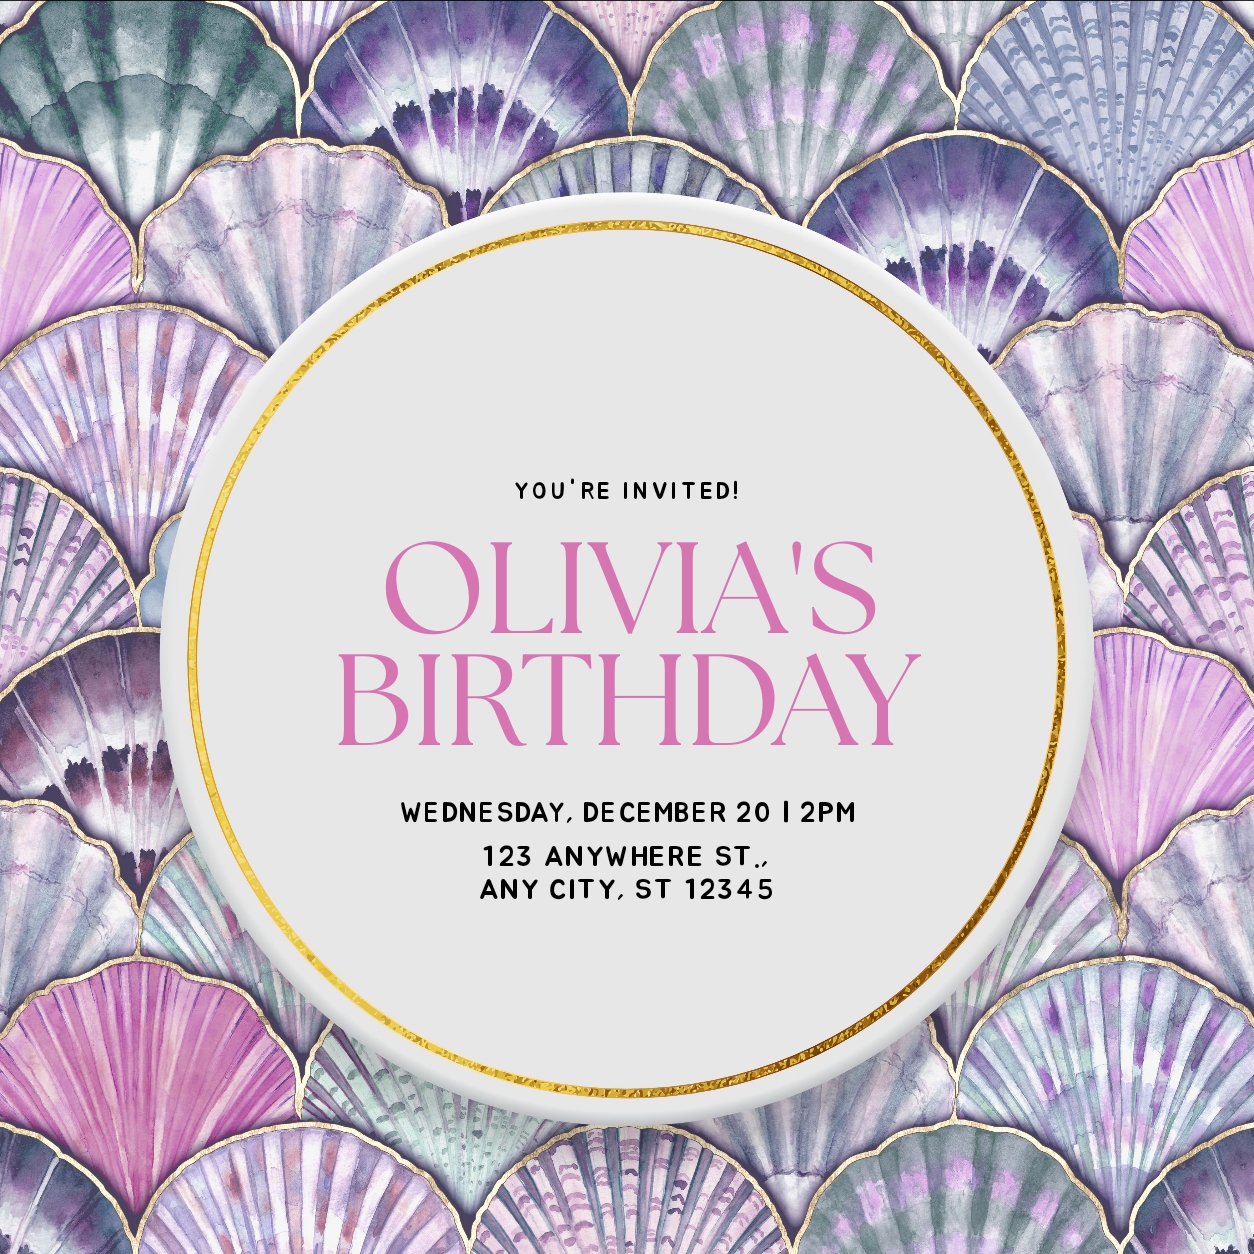 YOU'RE INVITED!
OLIVIA'S
BIRTHDAY
WEDNESDAY, DECEMBER 20 | 2PM
123 ANYWHERE ST.,
ANY CITY, ST 12345